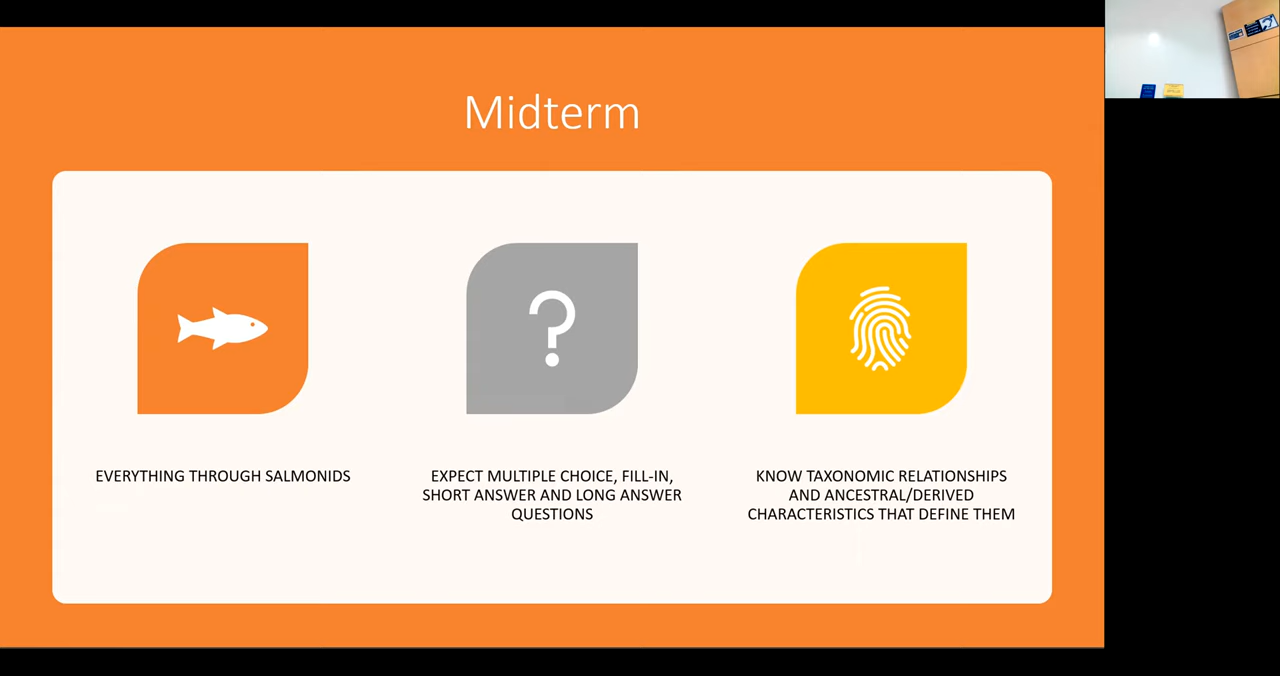 Midterm
EVERYTHING THROUGH SALMONIDS
EXPECT MULTIPLE CHOICE, FILL-IN,
SHORT ANSWER AND LONG ANSWER
QUESTIONS
KNOW TAXONOMIC RELATIONSHIPS
AND ANCESTRAL/DERIVED
CHARACTERISTICS THAT DEFINE THEM